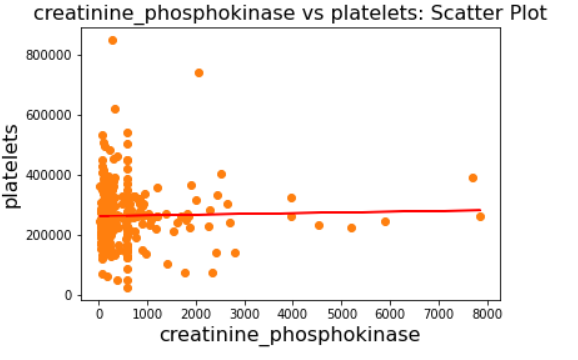 creatinine_phosphokinase vs platelets: Scatter Plot
800000
600000
400000
200000
0
platelets
0 1000 2000 3000 4000 5000 6000 7000 8000
creatinine_phosphokinase